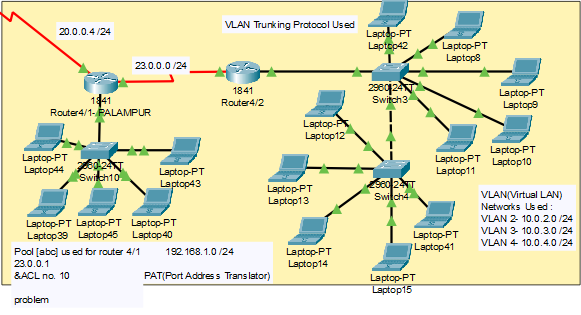 VLAN Trunking Protocol Used
20.0.0.4 /24
23.0.0.0 /24
Laptop-PT
Laptop42
Laptop-PT
Laptop8
Laptop-PT
Laptop9
1841
Router4/1- PALAMPUR
1841
Router4/2
2960-24TT
Switch3
Laptop-PT
Laptop12
Laptop-PT
Laptop11
Laptop-PT
Laptop10
Laptop-PT
Laptop44
2960-24TT
Switch10
Laptop-PT
Laptop43
Laptop-PT
Laptop13
2960-24TT
Switch4
Laptop-PT
Laptop39
Laptop-PT
Laptop45
Laptop-PT
Laptop40
Laptop-PT
Laptop41
VLAN(Virtual LAN)
Networks Used :
VLAN 2- 10.0.2.0 /24
VLAN 3- 10.0.3.0 /24
VLAN 4- 10.0.4.0 /24
Laptop-PT
Laptop14
Laptop-PT
Laptop15
Pool [abc] used for router 4/1
23.0.0.1
&ACL no. 10
problem
192.168.1.0 /24
PAT(Port Address Translator)